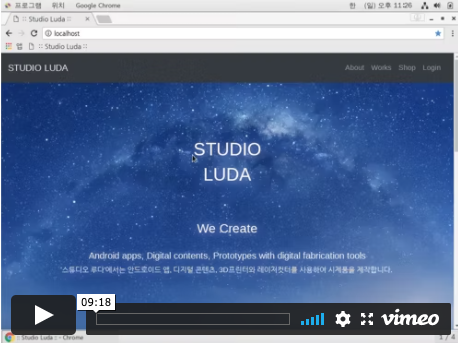 프로그램 위치 Google Chrome 한 (일) 오후 11:26
:: Studio Luda ::
localhost
앱 :: Studio Luda ::
STUDIO LUDA About Works Shop Login
STUDIO
LUDA
We Create
Android apps, Digital contents, Prototypes with digital fabrication tools
'스튜디오 루다'에서는 안드로이드 앱, 디지털 콘텐츠, 3D프린터와 레이저컷터를 사용하여 시제품을 제작합니다.
09:18
vimeo
:: Studio Luda :: - Chrome 1 / 4